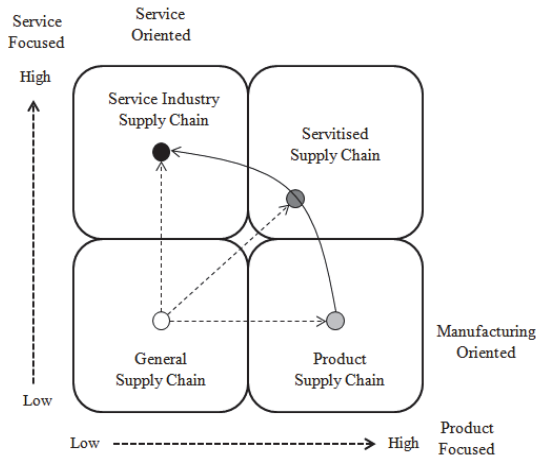 Service
Focused
Service
Oriented
High
Service Industry
Supply Chain
Servitised
Supply Chain
General
Supply Chain
Product
Supply Chain
Manufacturing
Oriented
Low
Low
High
Product
Focused